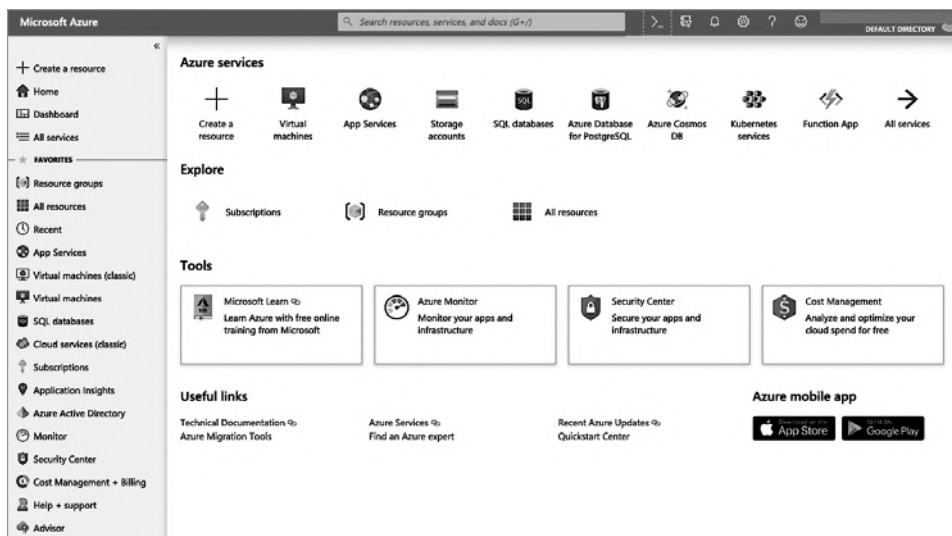 Microsoft Azure
Search resources, services, and docs (G+/)
DEFAULT DIRECTORY
Create a resource
Home
Dashboard
All services
FAVORITES
Resource groups
All resources
Recent
App Services
Virtual machines (classic)
Virtual machines
SQL databases
Cloud services (classic)
Subscriptions
Application Insights
Azure Active Directory
Monitor
Security Center
Cost Management + Billing
Help + support
Advisor
Azure services
Create a
resource
Virtual
machines
App Services
Storage
accounts
SQL
SQL databases
Azure Database
for PostgreSQL
Azure Cosmos
DB
Kubernetes
services
Function App
All services
Explore
Subscriptions
Resource groups
All resources
Tools
Microsoft Learn
Learn Azure with free online
training from Microsoft
Azure Monitor
Monitor your apps and
infrastructure
Security Center
Secure your apps and
infrastructure
Cost Management
Analyze and optimize your
cloud spend for free
Useful links
Technical Documentation
Azure Services
Recent Azure Updates
Azure Migration Tools
Find an Azure expert
Quickstart Center
Azure mobile app
Download on the
App Store
GET IT ON
Google Play